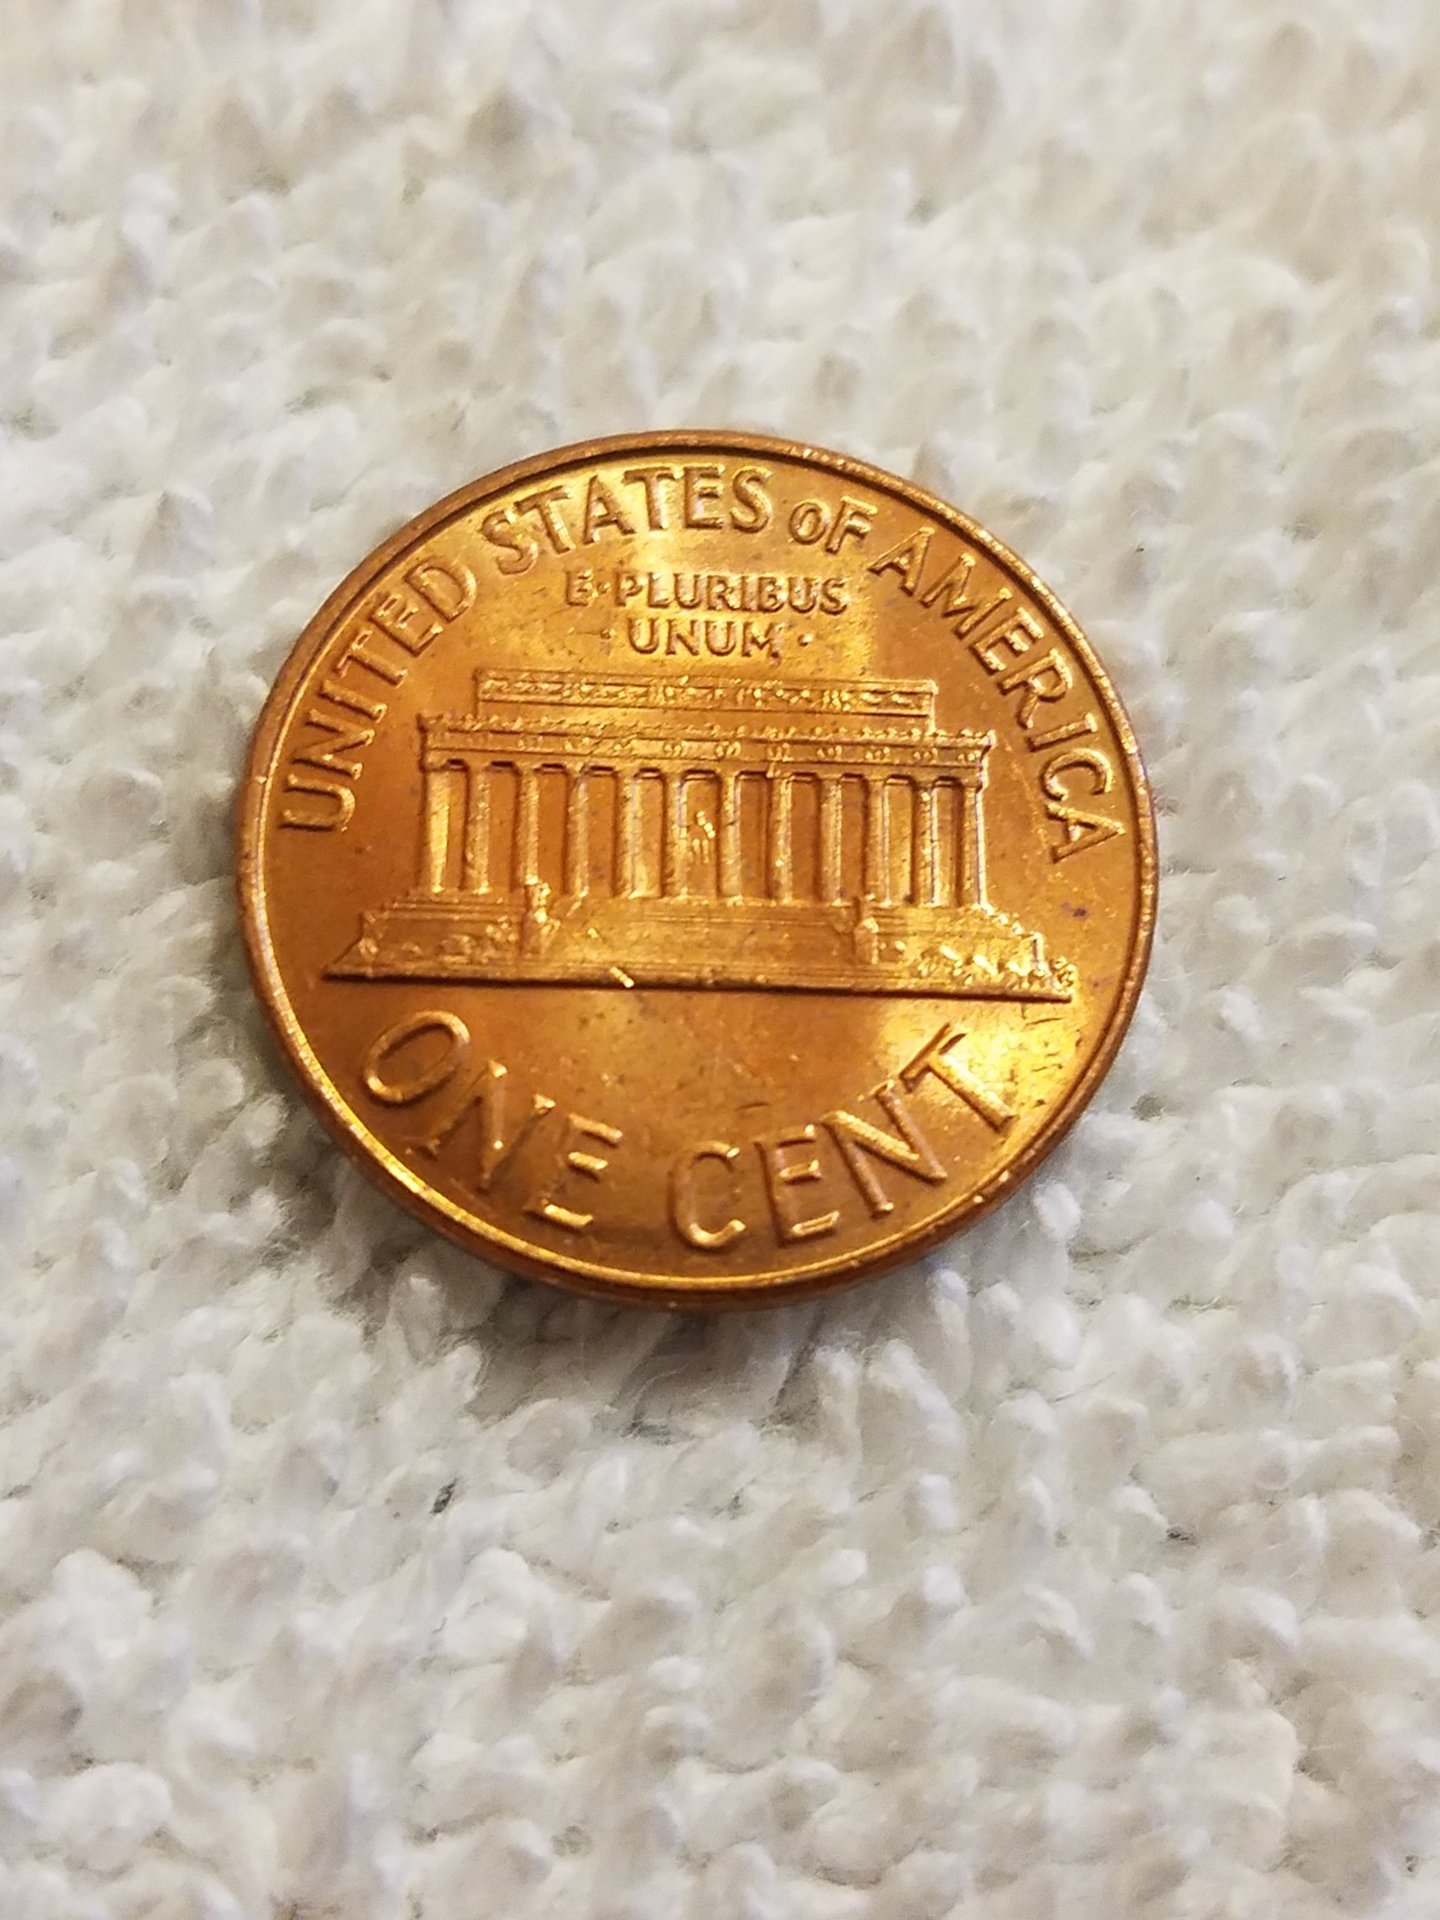 UNITED STATES OF AMERICA
E·PLURIBUS
·UNUM·
ONE CENT